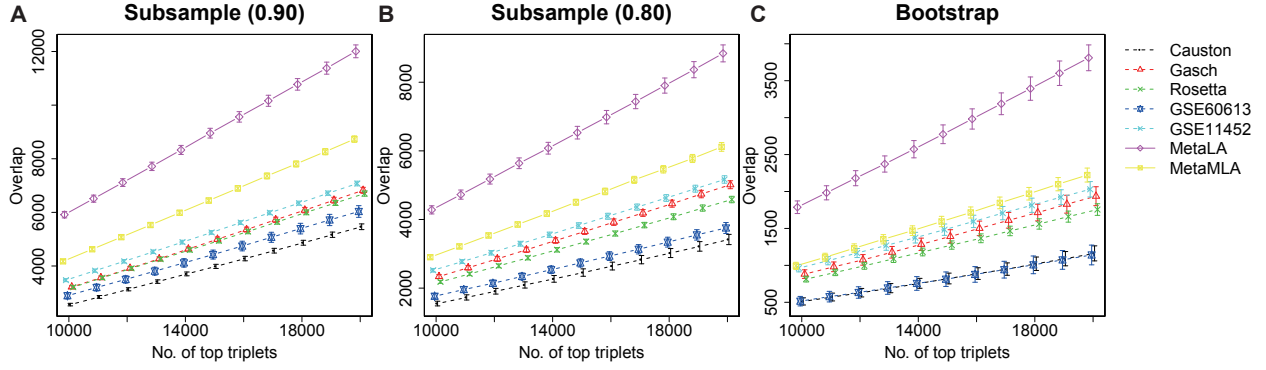 A Subsample (0.90)
Overlap
12000
8000
6000
4000
10000 14000 18000
No. of top triplets
B Subsample (0.80)
Overlap
8000
6000
4000
2000
10000 14000 18000
No. of top triplets
C Bootstrap
Overlap
3500
2500
1500
500
10000 14000 18000
No. of top triplets
Causton
Gasch
Rosetta
GSE60613
GSE11452
MetaLA
MetaMLA